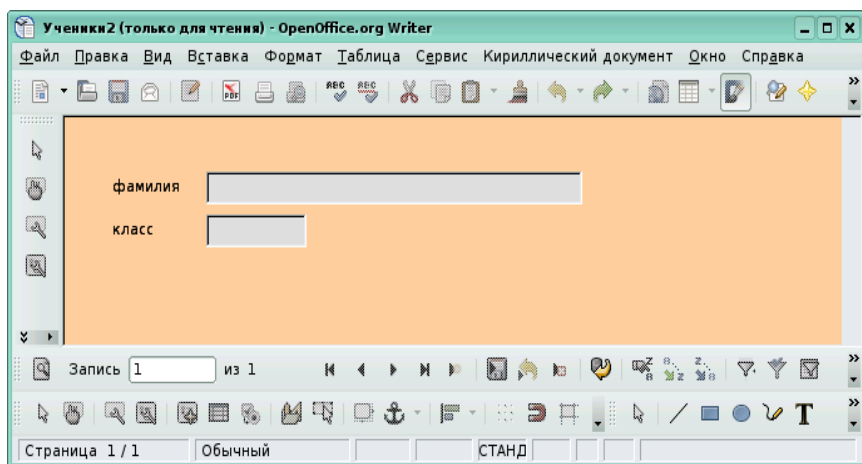 Ученики2 (только для чтения) - OpenOffice.org Writer
Файл Правка Вид Вставка Формат Таблица Сервис Кириллический документ Окно Справка
фамилия
класс
Запись 1 из 1
Страница 1 / 1 Обычный СТАНД